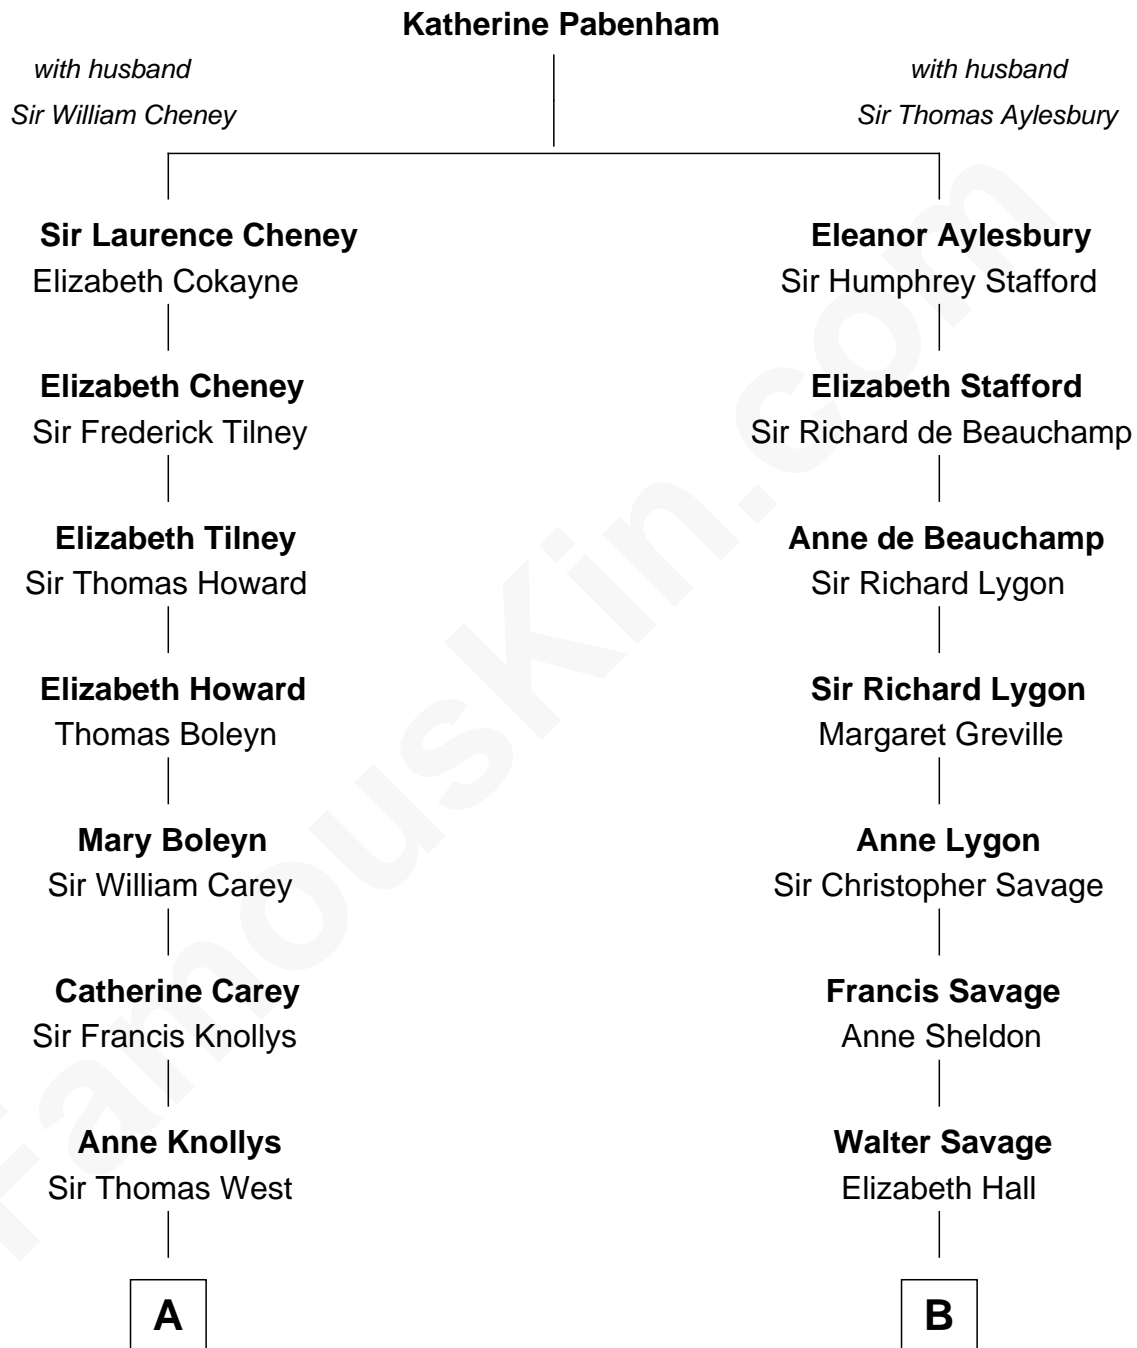 Katherine Pabenham
with husband
Sir William Cheney
with husband
Sir Thomas Aylesbury
Sir Laurence Cheney
Elizabeth Cokayne
Eleanor Aylesbury
Sir Humphrey Stafford
Elizabeth Cheney
Sir Frederick Tilney
Elizabeth Stafford
Sir Richard de Beauchamp
Elizabeth Tilney
Sir Thomas Howard
Anne de Beauchamp
Sir Richard Lygon
Elizabeth Howard
Thomas Boleyn
Sir Richard Lygon
Margaret Greville
Mary Boleyn
Sir William Carey
Anne Lygon
Sir Christopher Savage
Catherine Carey
Sir Francis Knollys
Francis Savage
Anne Sheldon
Anne Knollys
Sir Thomas West
Walter Savage
Elizabeth Hall
A
B
FamousKin.com